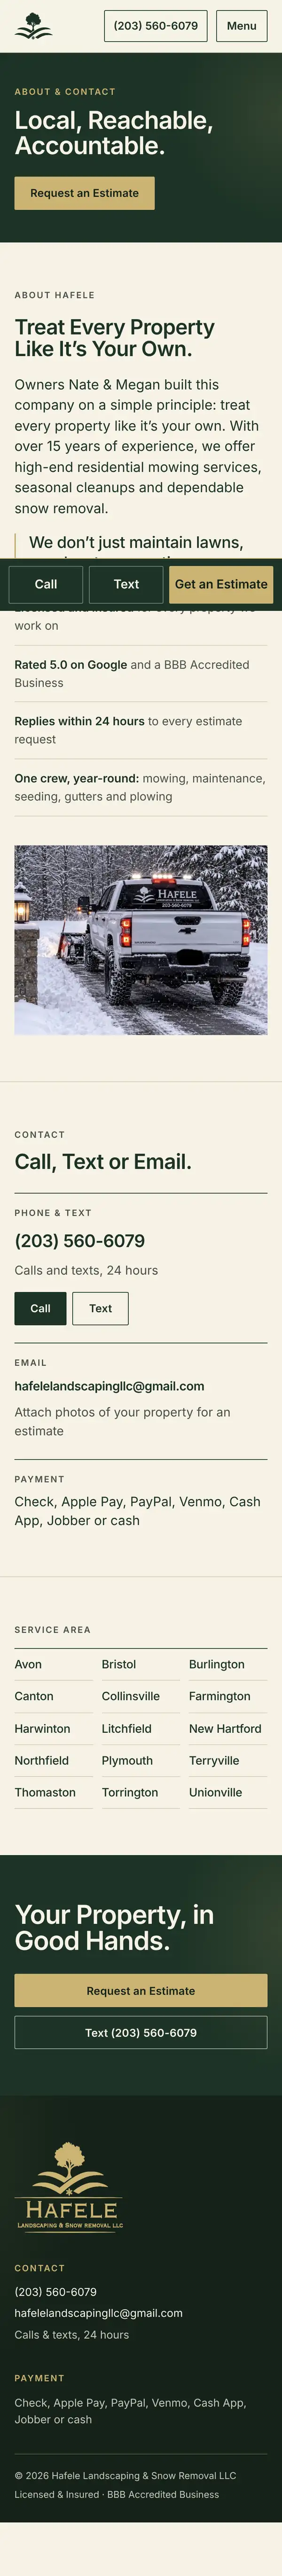 (203) 560-6079
Menu
ABOUT & CONTACT
Local, Reachable,
Accountable.
Request an Estimate
ABOUT HAFELE
Treat Every Property
Like It’s Your Own.
Owners Nate & Megan built this
company on a simple principle: treat
every property like it’s your own. With
over 15 years of experience, we offer
high-end residential mowing services,
seasonal cleanups and dependable
snow removal.
We don’t just maintain lawns,
Call
Text
Get an Estimate
work on
Rated 5.0 on Google and a BBB Accredited
Business
Replies within 24 hours to every estimate
request
One crew, year-round: mowing, maintenance,
seeding, gutters and plowing
HAFELE
203-560-6079
CONTACT
Call, Text or Email.
PHONE & TEXT
(203) 560-6079
Calls and texts, 24 hours
Call
Text
EMAIL
hafelelandscapingllc@gmail.com
Attach photos of your property for an
estimate
PAYMENT
Check, Apple Pay, PayPal, Venmo, Cash
App, Jobber or cash
SERVICE AREA
Avon Bristol Burlington
Canton Collinsville Farmington
Harwinton Litchfield New Hartford
Northfield Plymouth Terryville
Thomaston Torrington Unionville
Your Property, in
Good Hands.
Request an Estimate
Text (203) 560-6079
HAFELE
LANDSCAPING & SNOW REMOVAL LLC
CONTACT
(203) 560-6079
hafelelandscapingllc@gmail.com
Calls & texts, 24 hours
PAYMENT
Check, Apple Pay, PayPal, Venmo, Cash App,
Jobber or cash
© 2026 Hafele Landscaping & Snow Removal LLC
Licensed & Insured · BBB Accredited Business